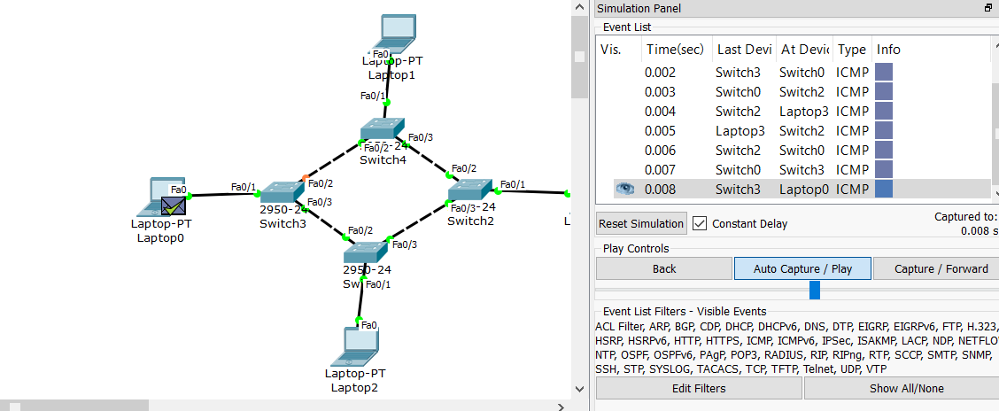 Simulation Panel
Event List
Vis. Time(sec) Last Devi At Devic Type Info
0.002 Switch3 Switch0 ICMP
0.003 Switch0 Switch2 ICMP
0.004 Switch2 Laptop3 ICMP
0.005 Laptop3 Switch2 ICMP
0.006 Switch2 Switch0 ICMP
0.007 Switch0 Switch3 ICMP
0.008 Switch3 Laptop0 ICMP
Reset Simulation Constant Delay Captured to:
0.008 s
Play Controls
Back Auto Capture / Play Capture / Forward
Event List Filters - Visible Events
ACL Filter, ARP, BGP, CDP, DHCP, DHCPv6, DNS, DTP, EIGRP, EIGRPv6, FTP, H.323,
HSRP, HSRPv6, HTTP, HTTPS, ICMP, ICMPv6, IPSec, ISAKMP, LACP, NDP, NETFLO
NTP, OSPF, OSPFv6, PAgP, POP3, RADIUS, RIP, RIPng, RTP, SCCP, SMTP, SNMP,
SSH, STP, SYSLOG, TACACS, TCP, TFTP, Telnet, UDP, VTP
Edit Filters Show All/None
Fa0
Laptop-PT
Laptop1
Fa0/1
Fa0/2
Fa0/3
-24
Switch4
Fa0
Laptop-PT
Laptop0
Fa0/1
Fa0/2
Fa0/3
2950-24
Switch3
Fa0/2
Fa0/1
Fa0/3
-24
Switch2
L
Fa0/2
Fa0/3
2950-24
Sw
Fa0/1
Fa0
Laptop-PT
Laptop2